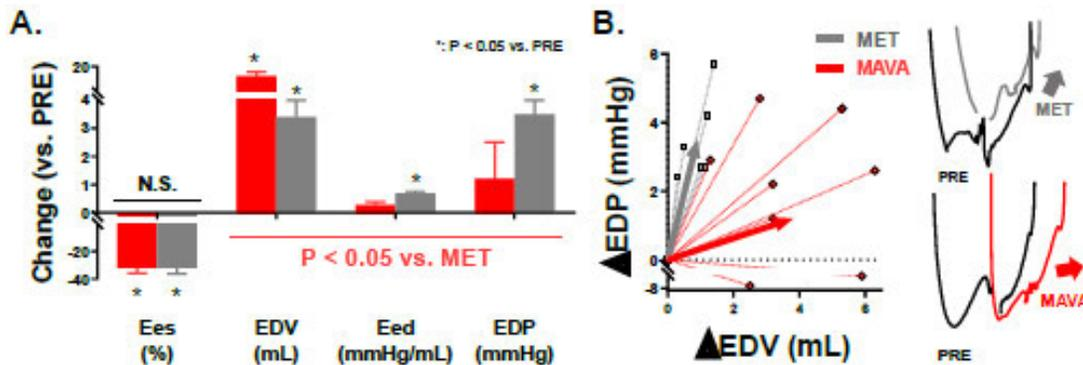 A.
*: P < 0.05 vs. PRE
Change (vs. PRE)
20
4
3
2
1
0
-20
-40
N.S.
*
*
*
*
*
*
P < 0.05 vs. MET
Ees
(%)
EDV
(mL)
Eed
(mmHg/mL)
EDP
(mmHg)
B.
MET
MAVA
▲EDP (mmHg)
6
4
2
0
-8
0
2
4
6
▲EDV (mL)
MET
PRE
MAVA
PRE